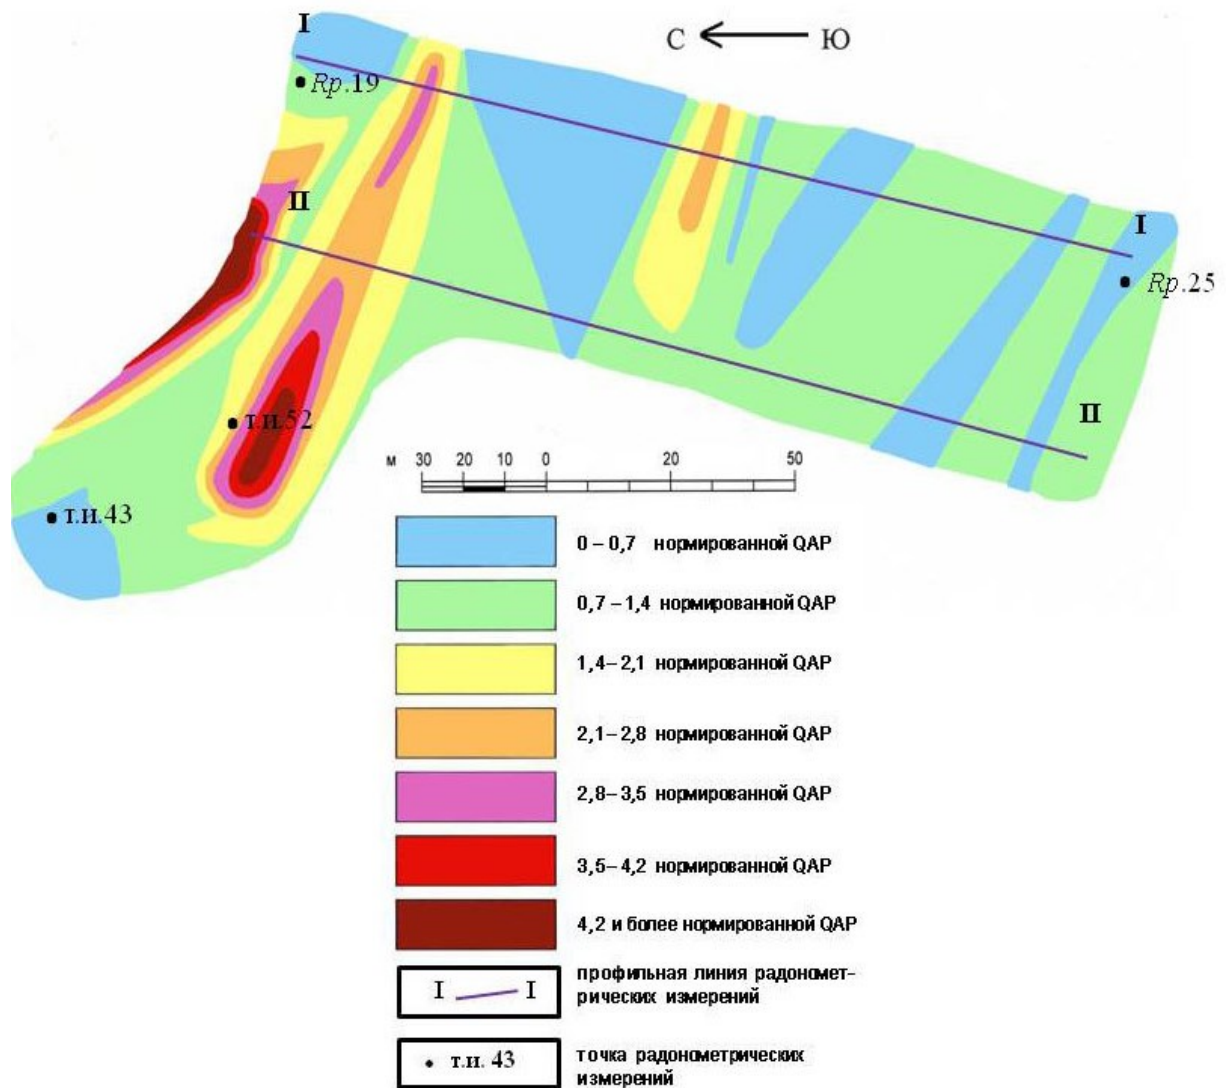 I
С Ю
Rp.19
II
I
Rp.25
II
т.и.52
т.и.43
м 30 20 10 0 20 50
0 – 0,7 нормированной QAP
0,7 – 1,4 нормированной QAP
1,4 – 2,1 нормированной QAP
2,1 – 2,8 нормированной QAP
2,8 – 3,5 нормированной QAP
3,5 – 4,2 нормированной QAP
4,2 и более нормированной QAP
I I
профильная линия радономет-
рических измерений
т.и. 43
точка радонометрических
измерений